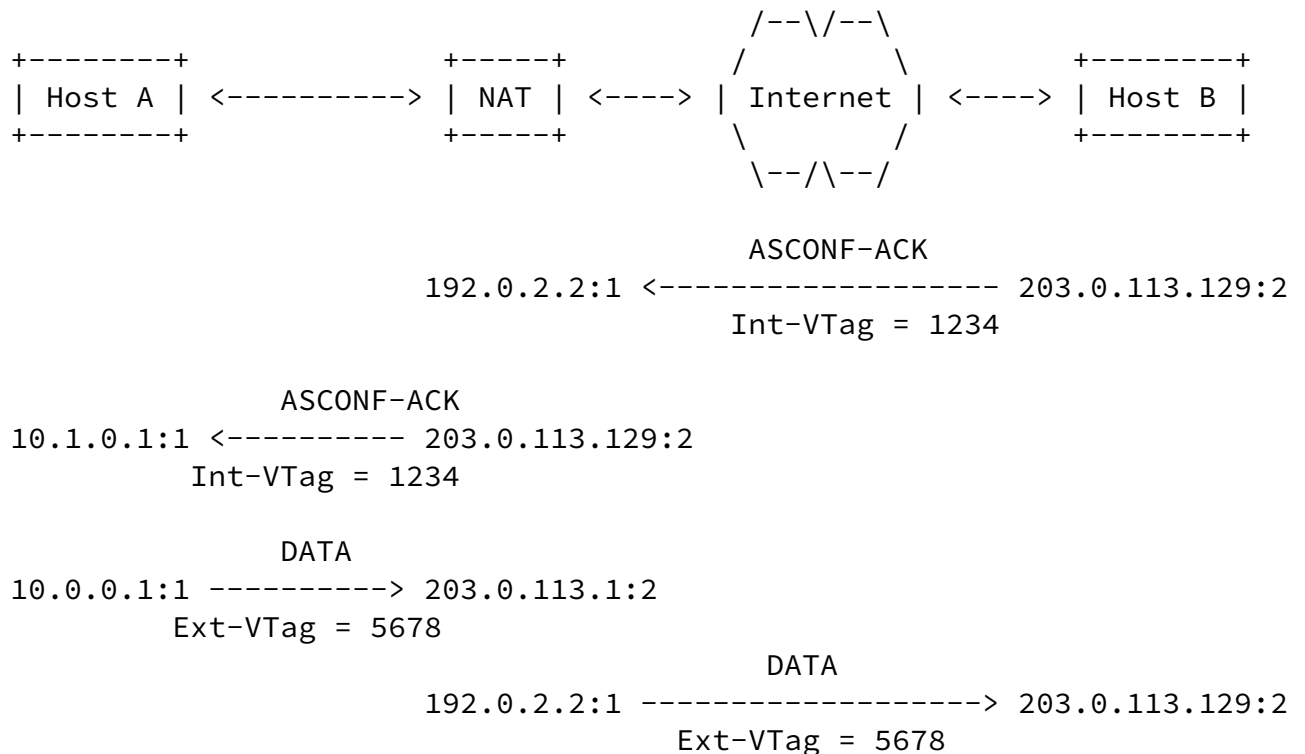 /--\/--\
+--------+ +-----+ / \ +--------+
| Host A | <----------> | NAT | <----> | Internet | <----> | Host B |
+--------+ +-----+ \ / +--------+
\--/\--/
ASCONF-ACK
192.0.2.2:1 <------------------- 203.0.113.129:2
Int-VTag = 1234
ASCONF-ACK
10.1.0.1:1 <---------- 203.0.113.129:2
Int-VTag = 1234
DATA
10.0.0.1:1 ----------> 203.0.113.1:2
Ext-VTag = 5678
DATA
192.0.2.2:1 -------------------> 203.0.113.129:2
Ext-VTag = 5678